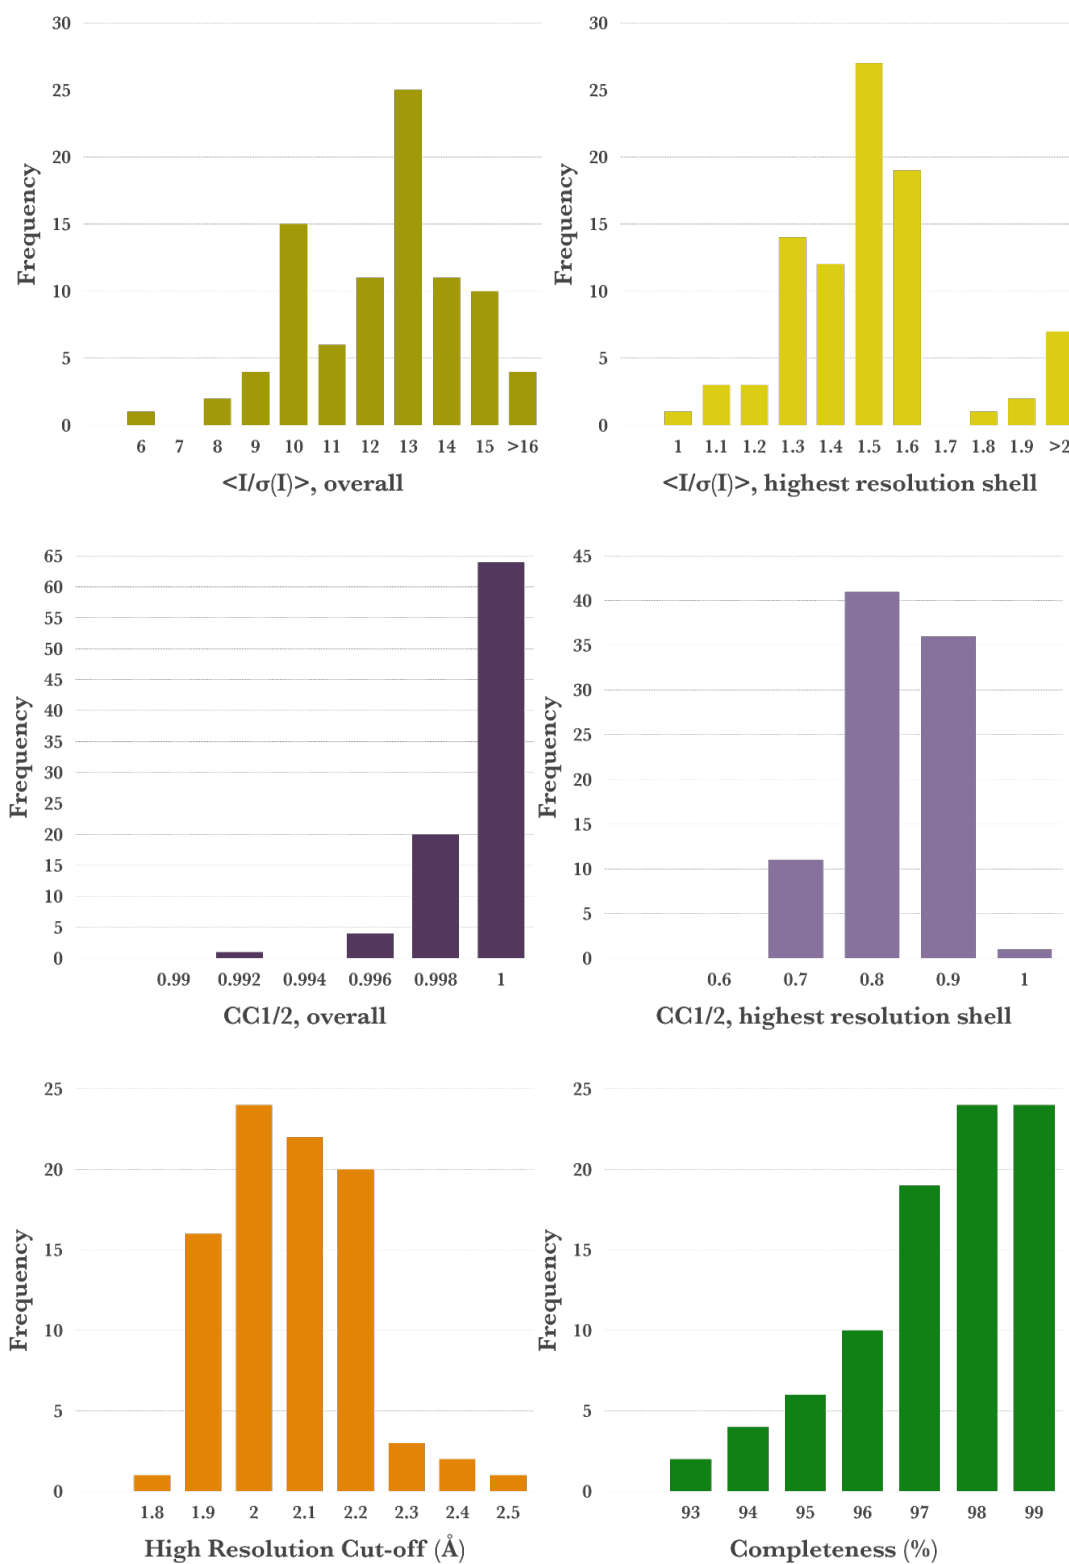 30
25
20
15
10
5
0
Frequency
6 7 8 9 10 11 12 13 14 15 >16
<I/σ(I)>, overall
30
25
20
15
10
5
0
Frequency
1 1.1 1.2 1.3 1.4 1.5 1.6 1.7 1.8 1.9 >2
<I/σ(I)>, highest resolution shell
65
60
55
50
45
40
35
30
25
20
15
10
5
0
Frequency
0.99 0.992 0.994 0.996 0.998 1
CC1/2, overall
45
40
35
30
25
20
15
10
5
0
Frequency
0.6 0.7 0.8 0.9 1
CC1/2, highest resolution shell
25
20
15
10
5
0
Frequency
1.8 1.9 2 2.1 2.2 2.3 2.4 2.5
High Resolution Cut-off (Å)
25
20
15
10
5
0
Frequency
93 94 95 96 97 98 99
Completeness (%)